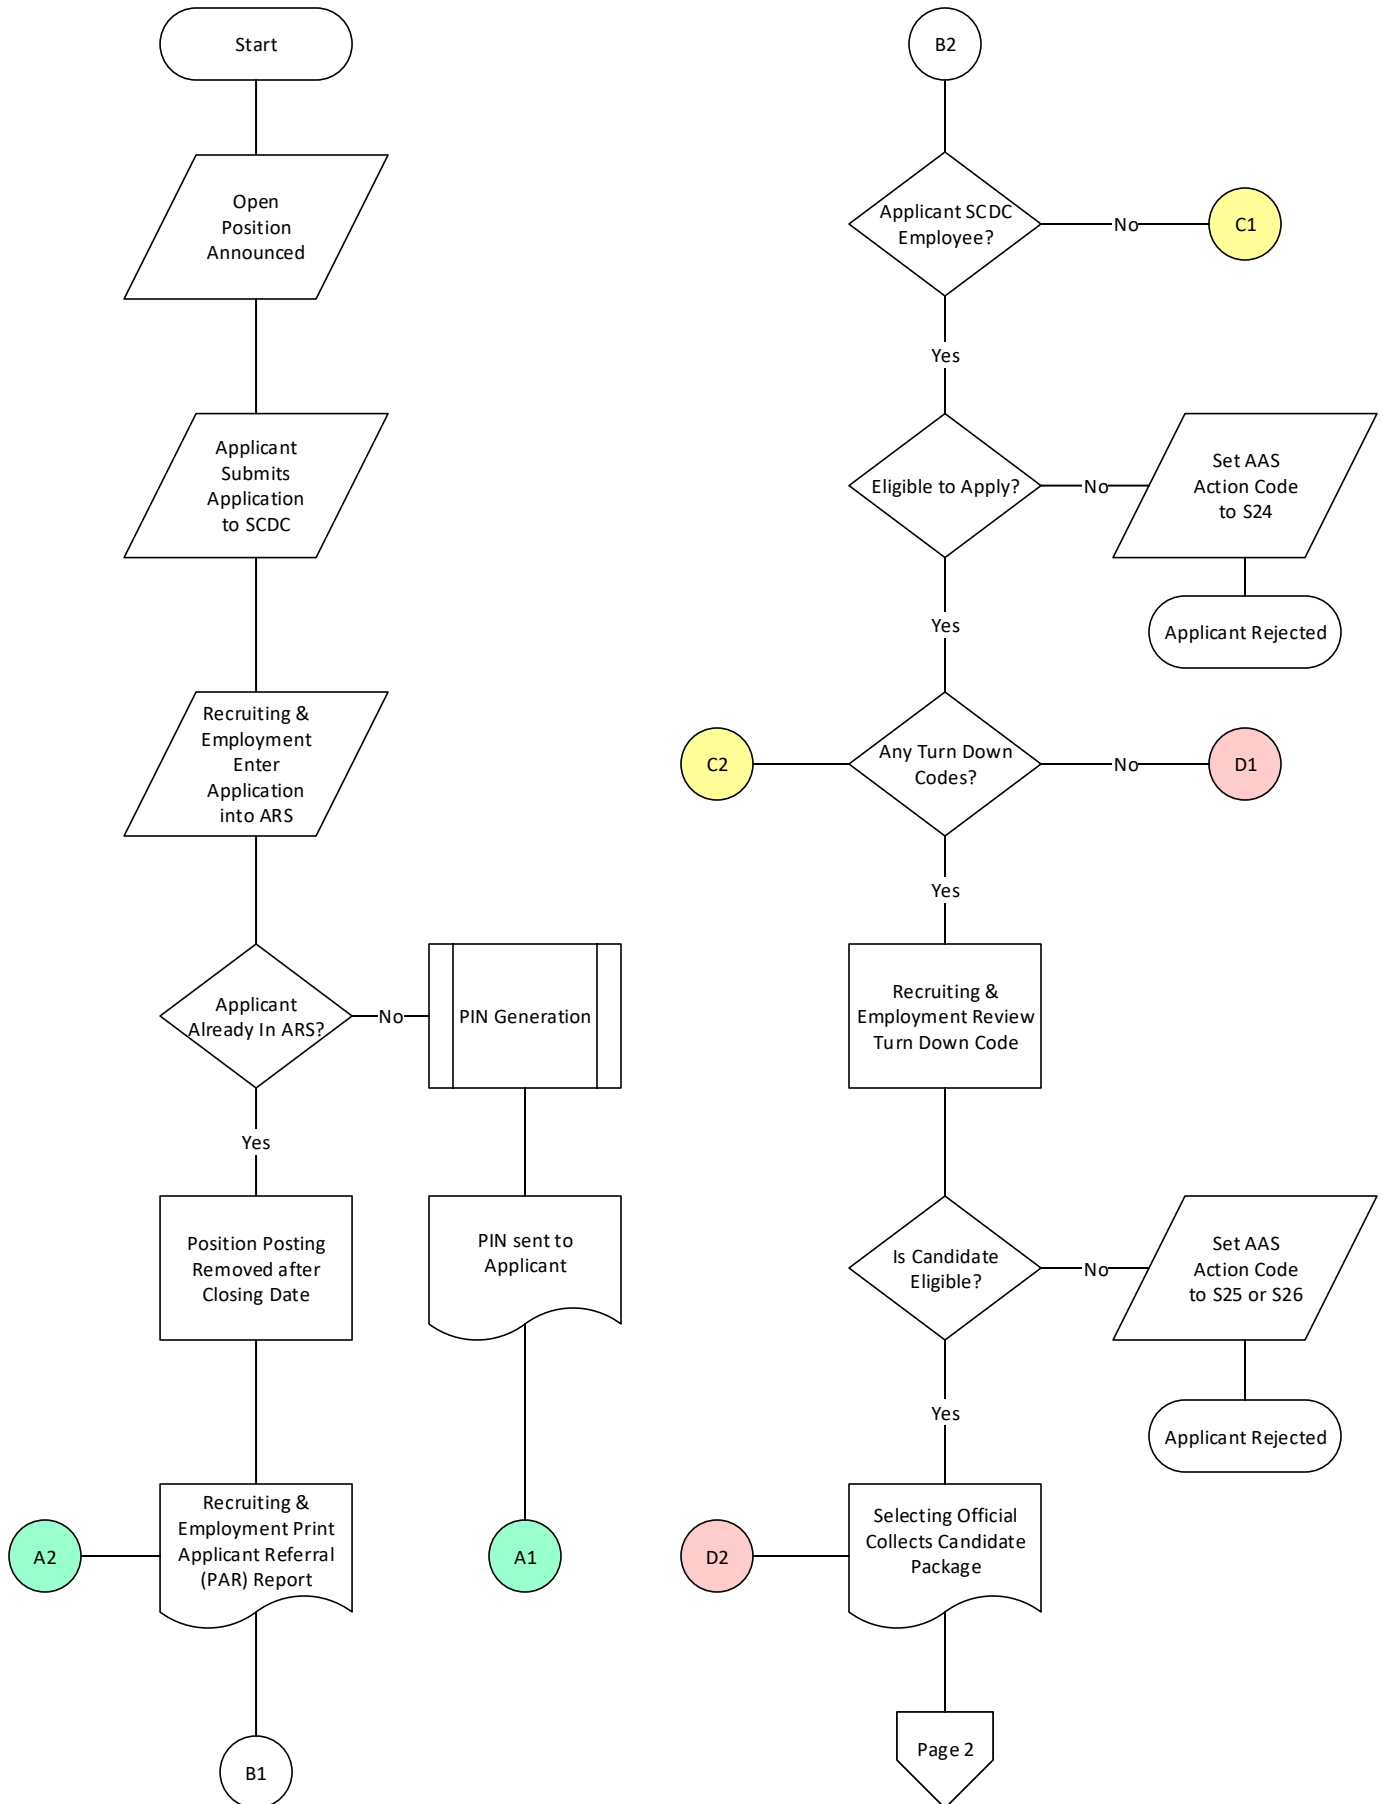 Start
Open
Position
Announced
Applicant
Submits
Application
to SCDC
Recruiting &
Employment
Enter
Application
into ARS
Applicant
Already In ARS?
No
PIN Generation
Yes
Position Posting
Removed after
Closing Date
PIN sent to
Applicant
Recruiting &
Employment Print
Applicant Referral
(PAR) Report
A2
A1
B1
B2
Applicant SCDC
Employee?
No
C1
Yes
Eligible to Apply?
No
Set AAS
Action Code
to S24
Applicant Rejected
Yes
Any Turn Down
Codes?
C2
No
D1
Yes
Recruiting &
Employment Review
Turn Down Code
Is Candidate
Eligible?
No
Set AAS
Action Code
to S25 or S26
Applicant Rejected
Yes
Selecting Official
Collects Candidate
Package
D2
Page 2